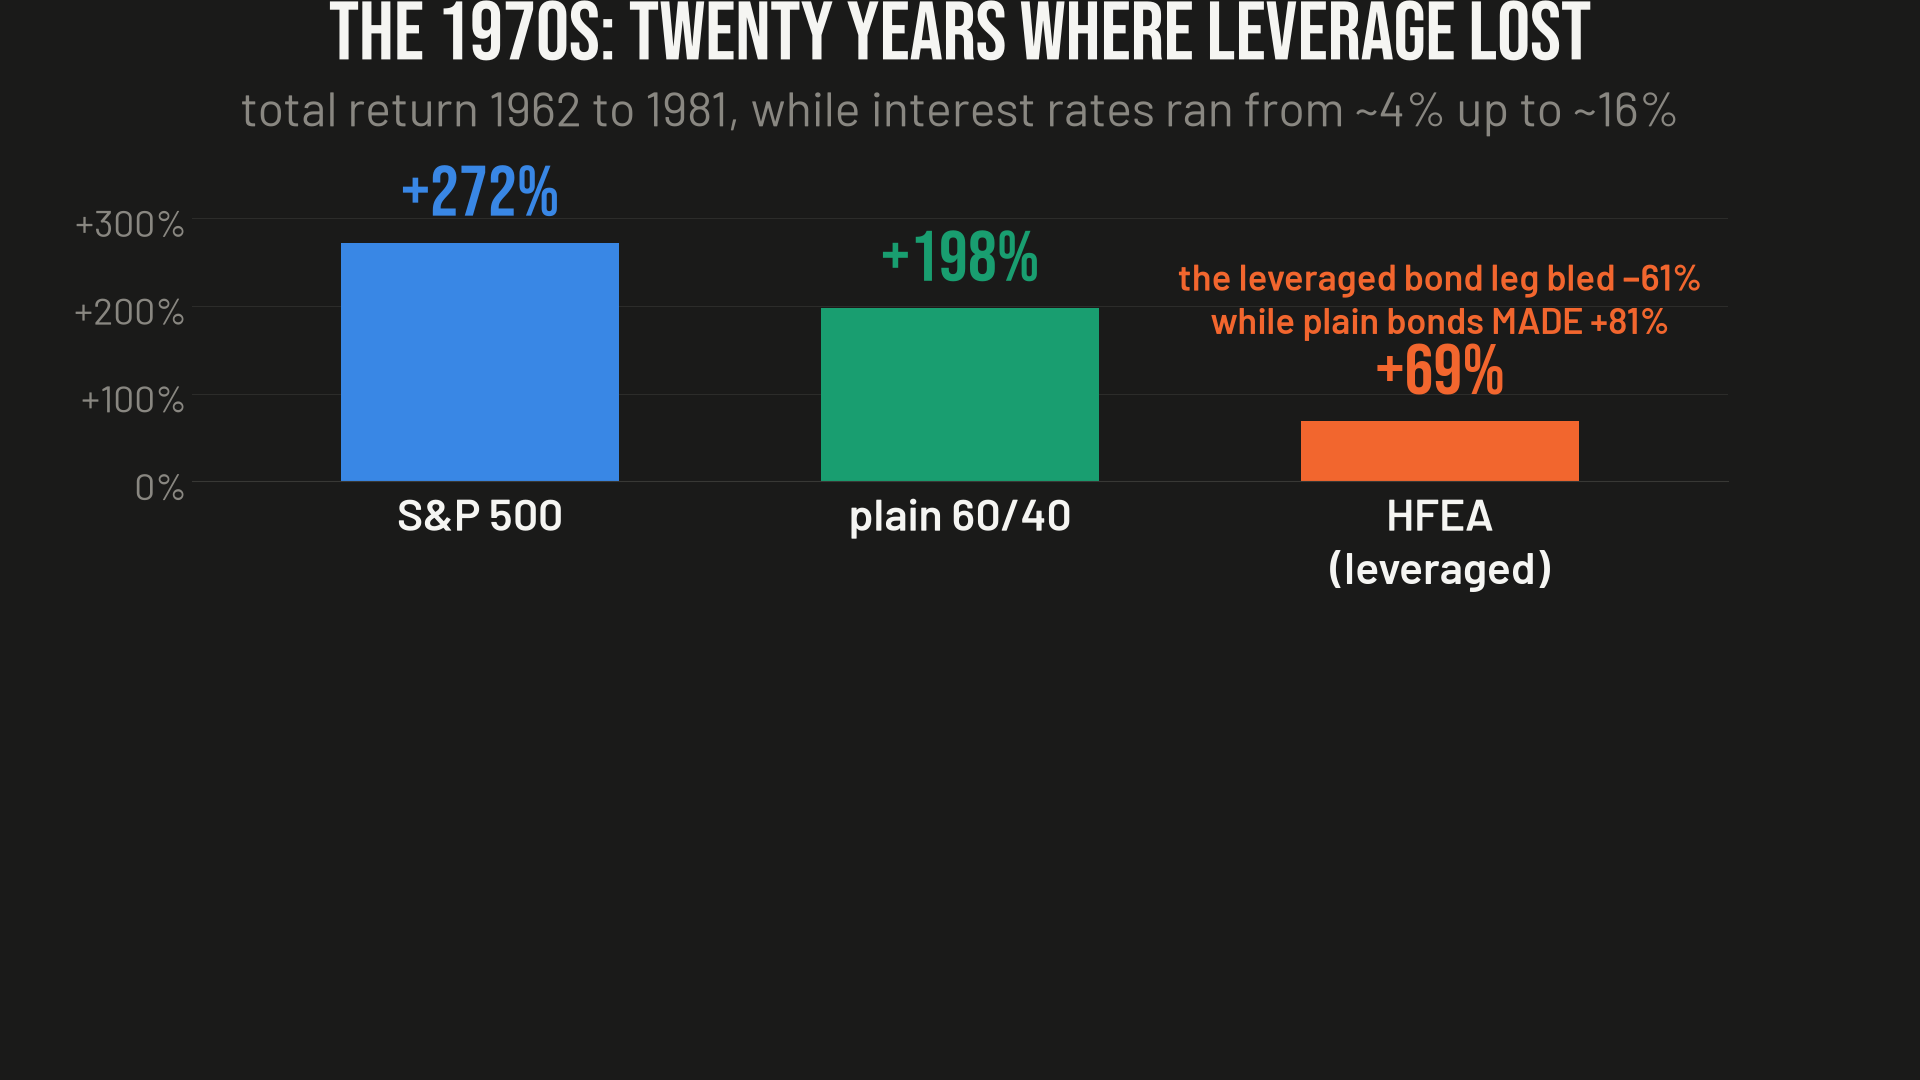 THE 1970S: TWENTY YEARS WHERE LEVERAGE LOST
total return 1962 to 1981, while interest rates ran from ~4% up to ~16%
+272%
+300%
+198%
the leveraged bond leg bled −61%
+200%
while plain bonds MADE +81%
+69%
+100%
0%
S&P 500
plain 60/40
HFEA
(leveraged)